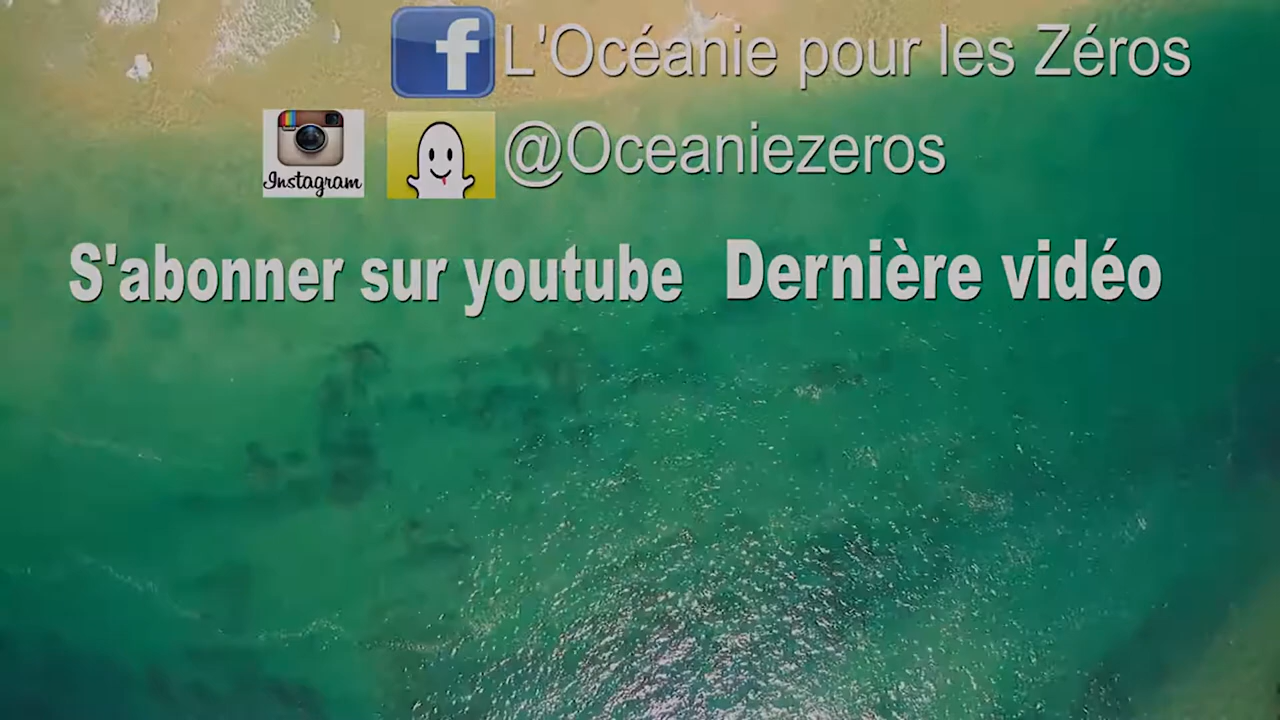 L'Océanie pour les Zéros
Instagram
@Oceaniezeros
S'abonner sur youtube
Dernière vidéo